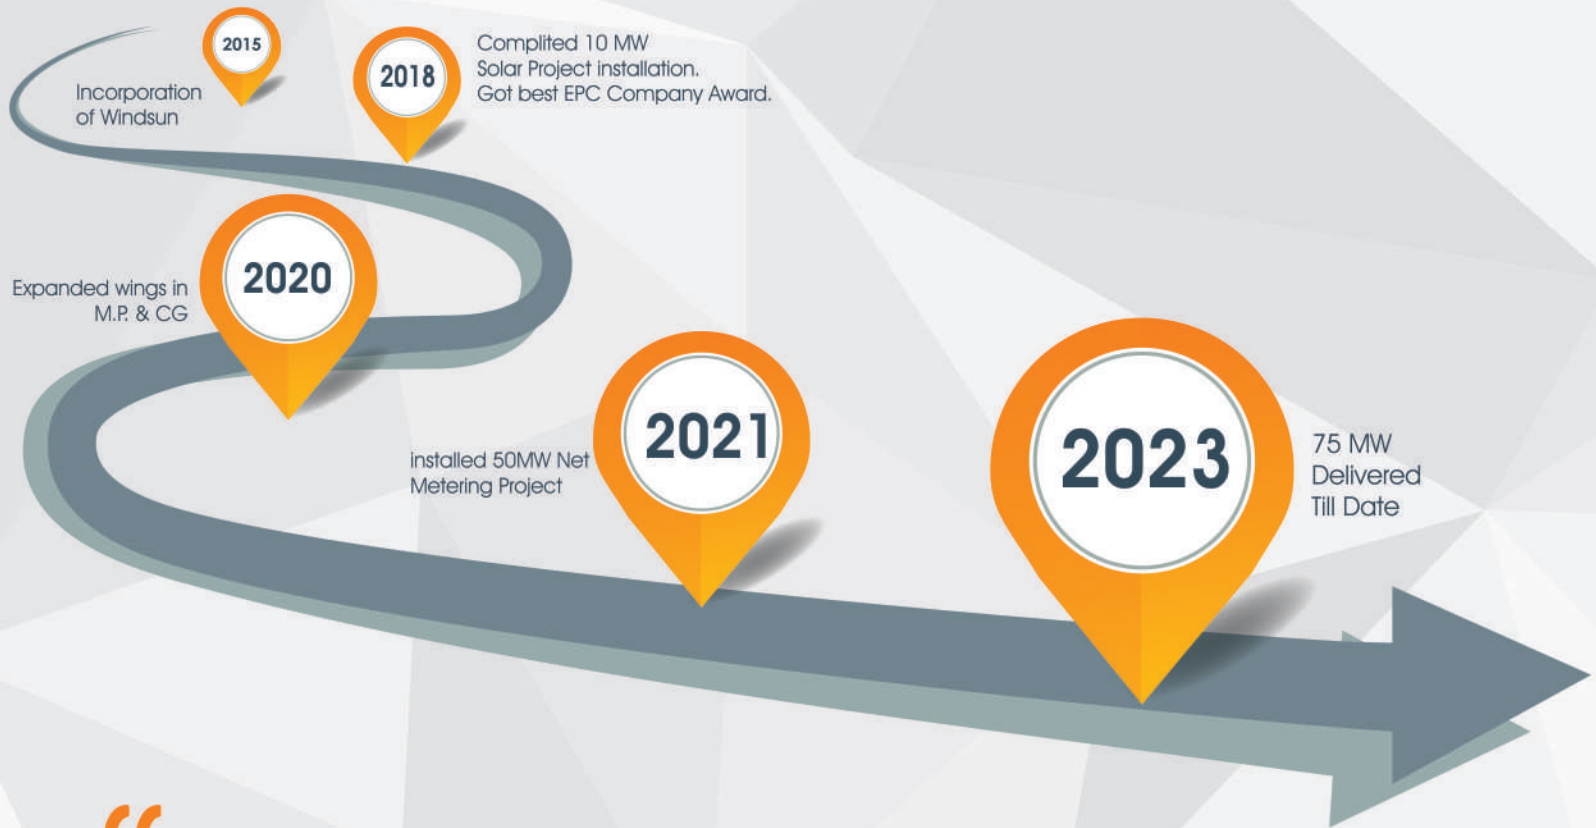 2015
Incorporation
of Windsun
2018
Complited 10 MW
Solar Project installation.
Got best EPC Company Award.
2020
Expanded wings in
M.P. & CG
2021
installed 50MW Net
Metering Project
2023
75 MW
Delivered
Till Date
“